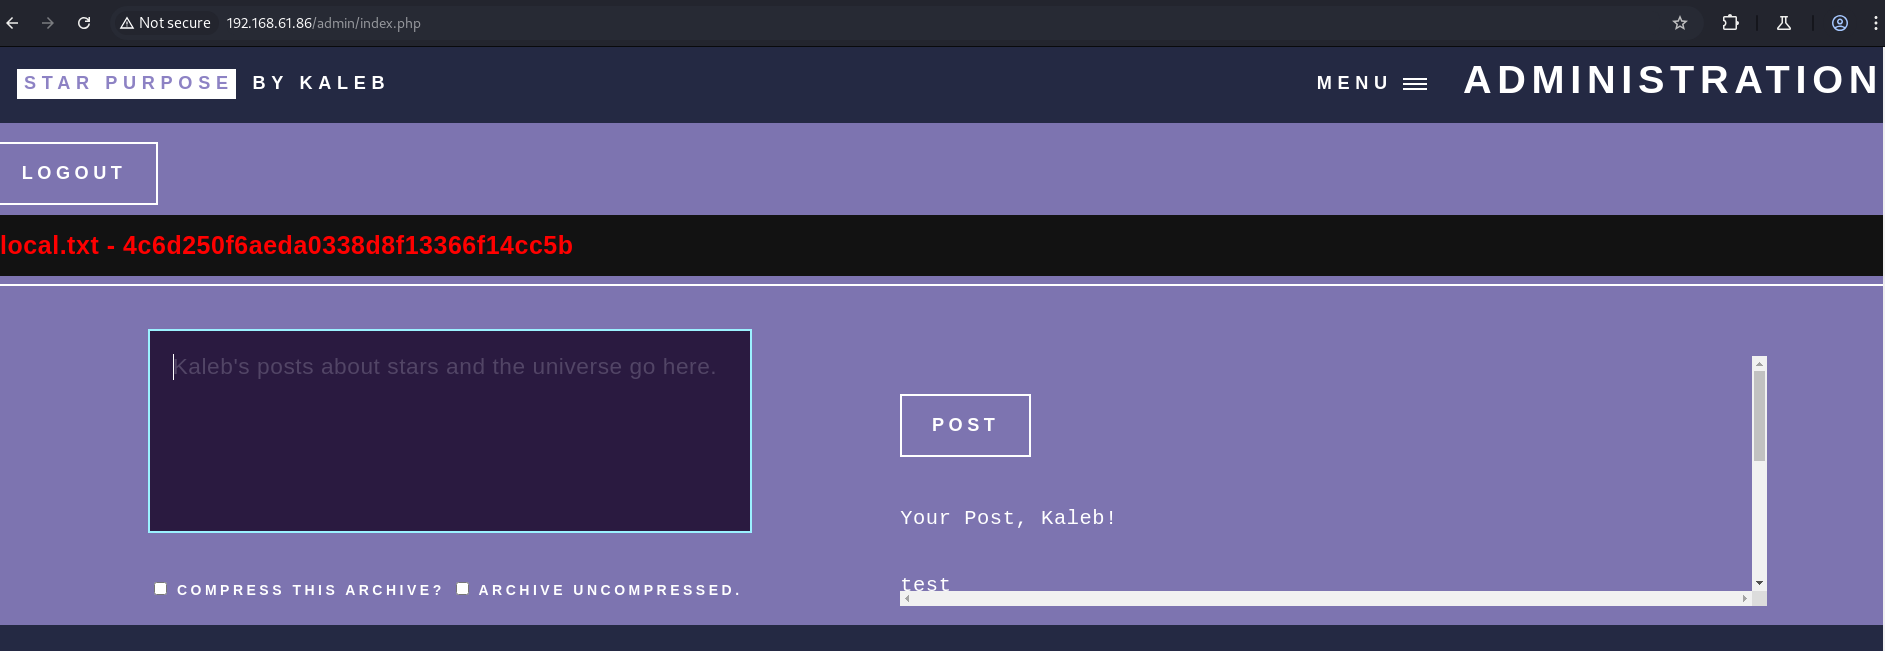 Not secure 192.168.61.86/admin/index.php
STAR PURPOSE BY KALEB MENU ADMINISTRATION
LOGOUT
local.txt - 4c6d250f6aeda0338d8f13366f14cc5b
Kaleb's posts about stars and the universe go here.
COMPRESS THIS ARCHIVE? ARCHIVE UNCOMPRESSED.
POST
Your Post, Kaleb!
test